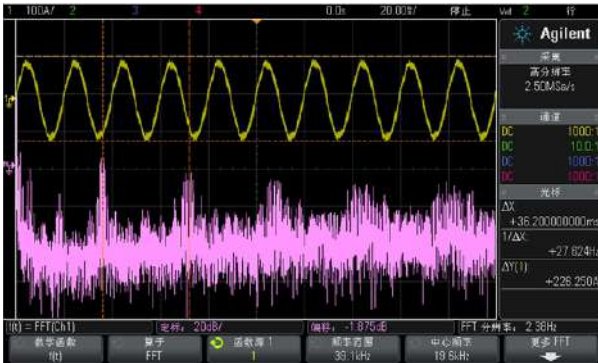 1 100A/ 2 3 4 0.0s 20.00ms/ 停止 2
Agilent
采集
高分辨率
2.50MSa/s
通道
DC 1000:1
DC 10.0:1
DC 1000:1
DC 1000:1
光标
ΔX:
+36.200000000ms
1/ΔX:
+27.624Hz
ΔY(1):
+226.250A
f(t) = FFT(Ch1) 定标: 20dB/ 偏移: -1.875dB FFT 分辨率: 2.38Hz
数学函数 算子 函数源 1 频率范围 中心频率 更多 FFT
f(t) FFT 1 39.1kHz 19.6kHz